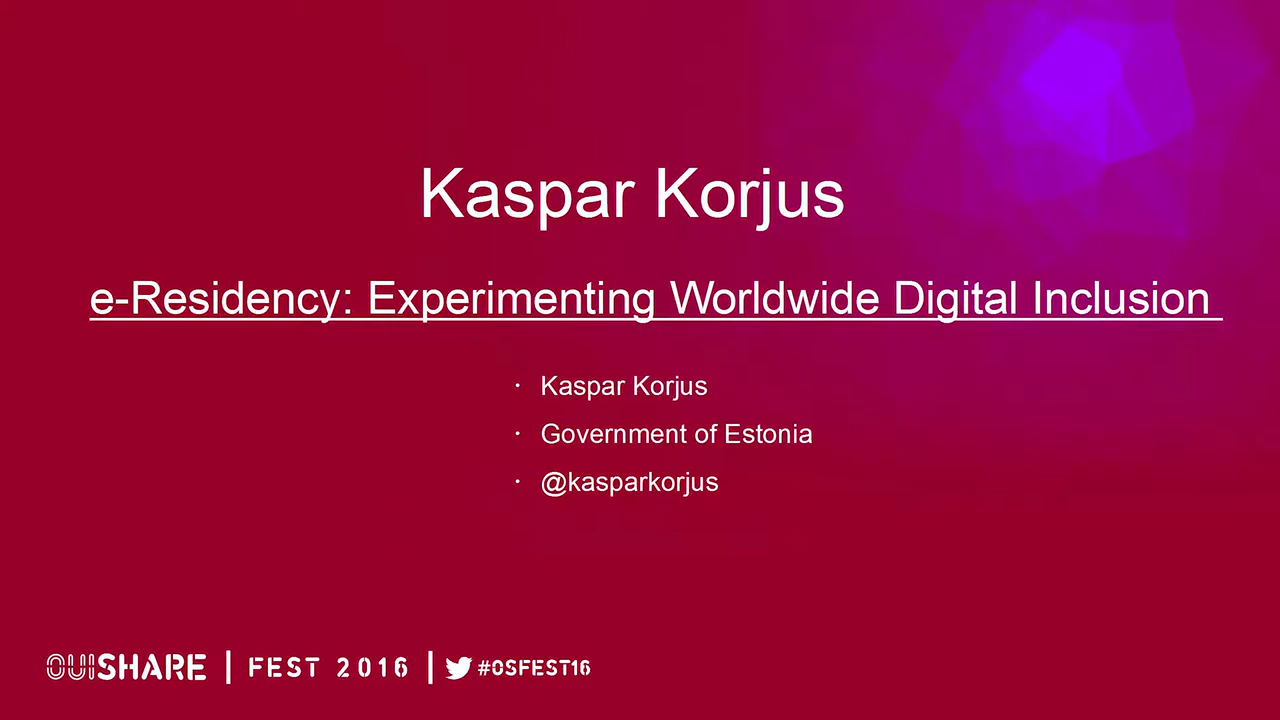 Kaspar Korjus
e-Residency: Experimenting Worldwide Digital Inclusion
· Kaspar Korjus
· Government of Estonia
· @kasparkorjus
OUISHARE | FEST 2016 | #OSFEST16